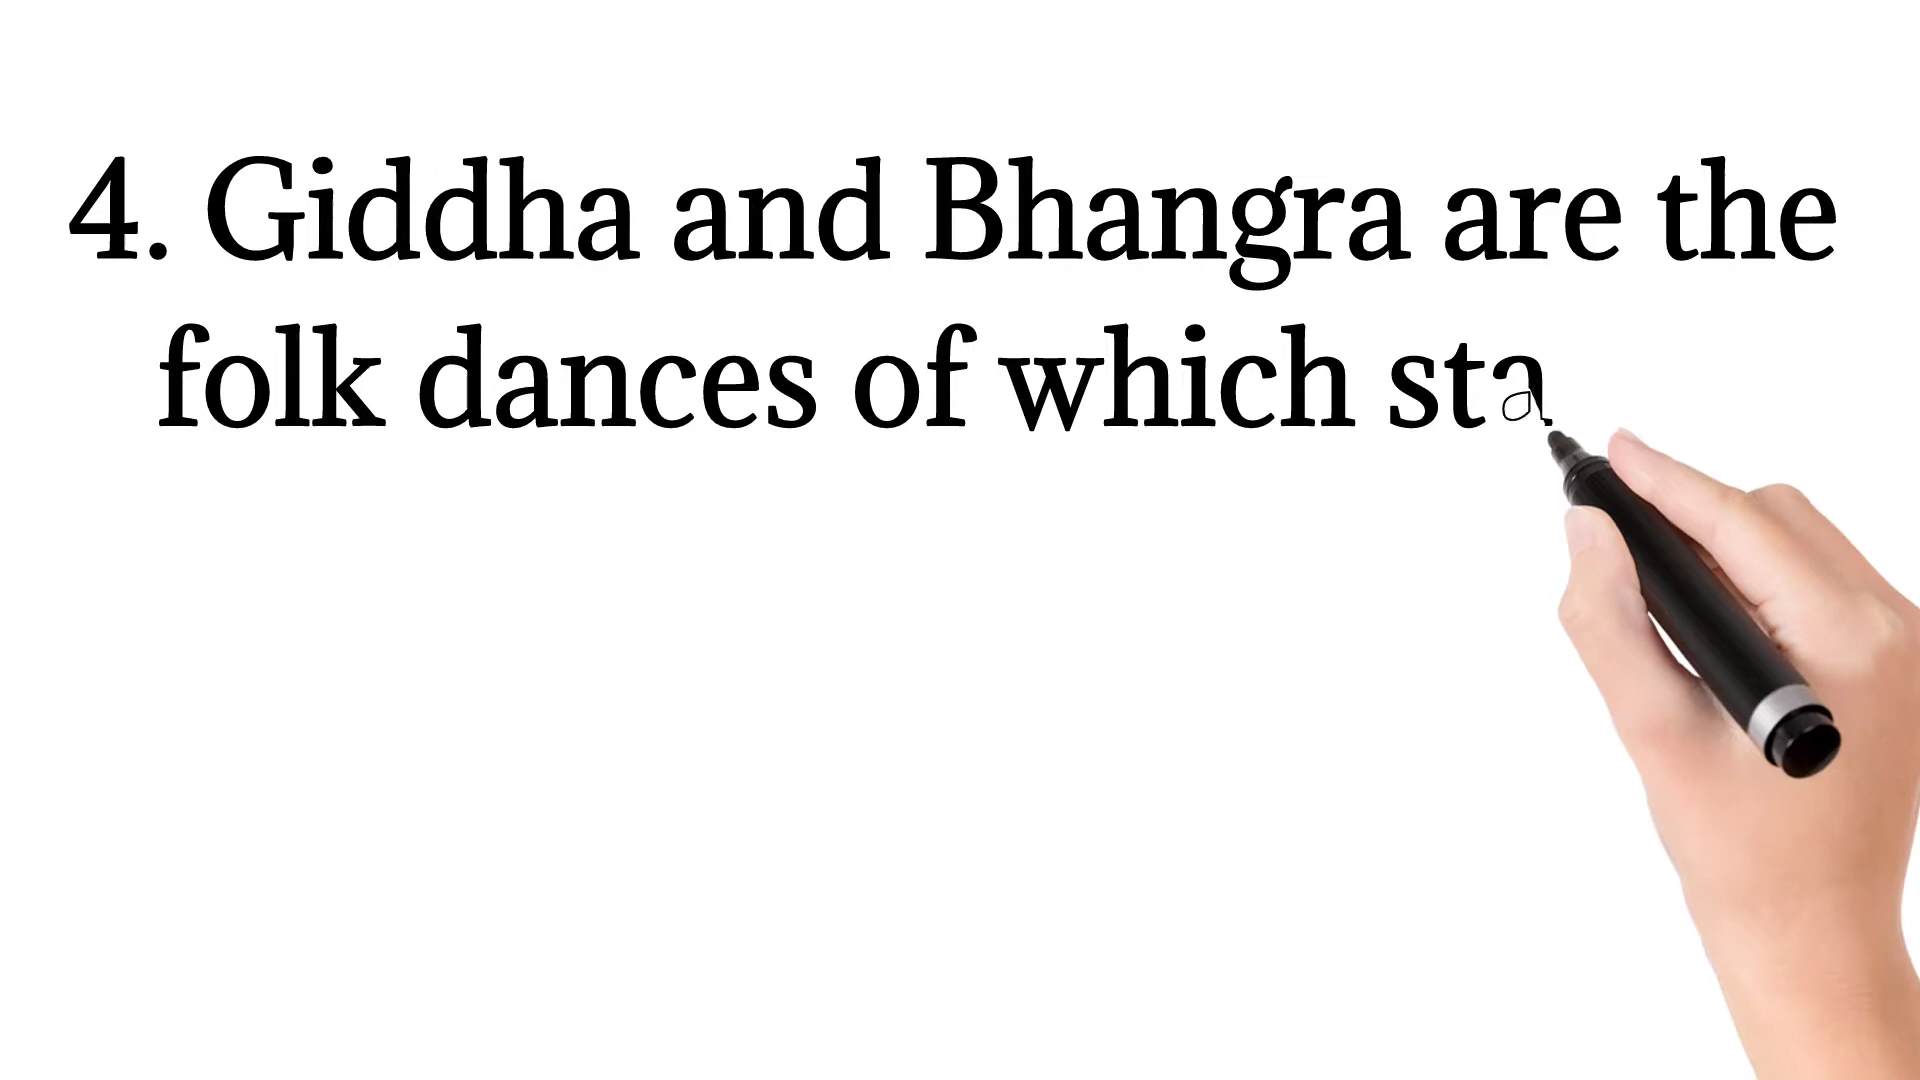 4. Giddha and Bhangra are the
folk dances of which sta